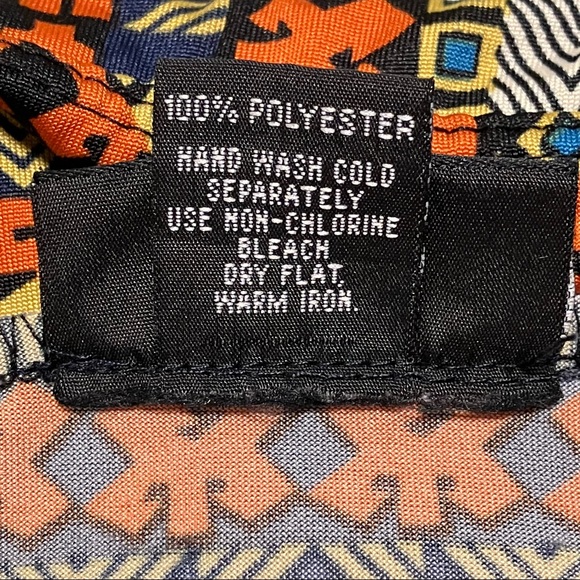 100% POLYESTER
HAND WASH COLD
SEPARATELY
USE NON-CHLORINE
BLEACH
DRY FLAT.
WARM IRON.